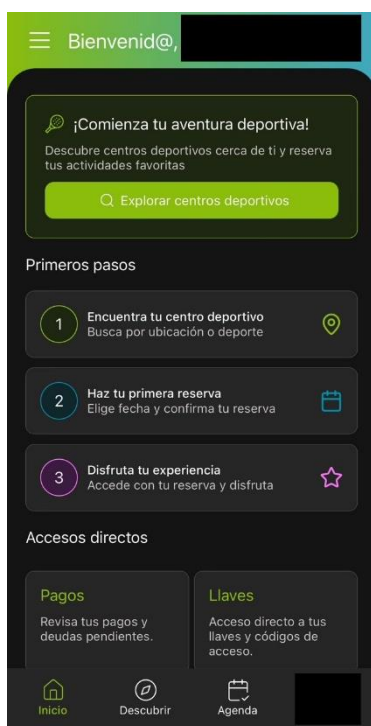 Bienvenid@,
¡Comienza tu aventura deportiva!
Descubre centros deportivos cerca de ti y reserva
tus actividades favoritas
Explorar centros deportivos
Primeros pasos
1
Encuentra tu centro deportivo
Busca por ubicación o deporte
2
Haz tu primera reserva
Elige fecha y confirma tu reserva
3
Disfruta tu experiencia
Accede con tu reserva y disfruta
Accesos directos
Pagos
Revisa tus pagos y
deudas pendientes.
Llaves
Acceso directo a tus
llaves y códigos de
acceso.
Inicio
Descubrir
Agenda